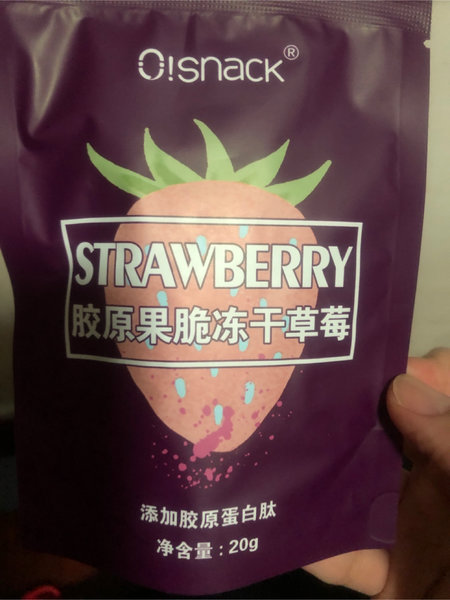 O!snack®
STRAWBERRY
胶原果脆冻干草莓
添加胶原蛋白肽
净含量：20g